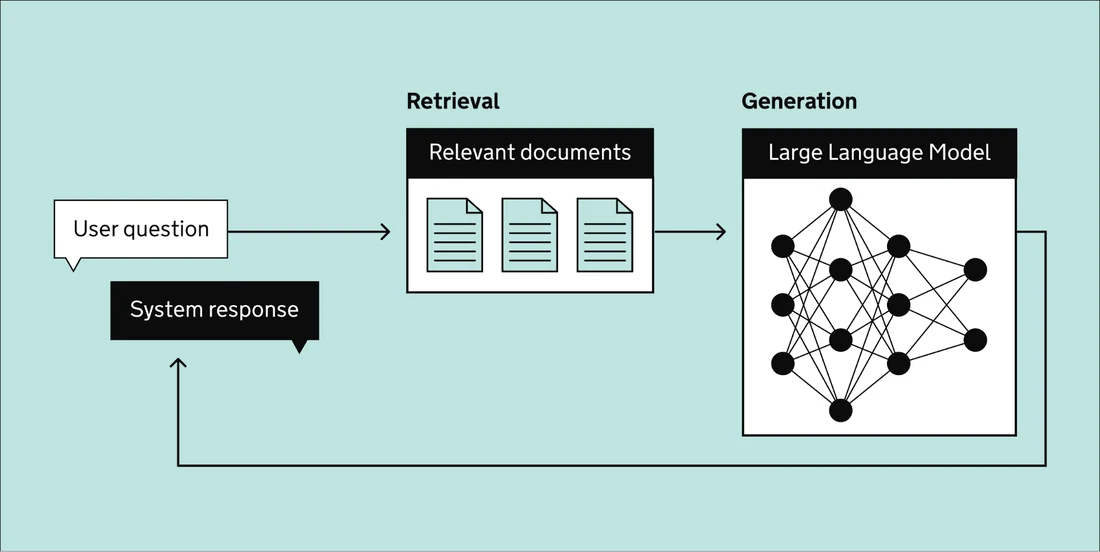 Retrieval
Generation
Relevant documents
Large Language Model
User question
System response